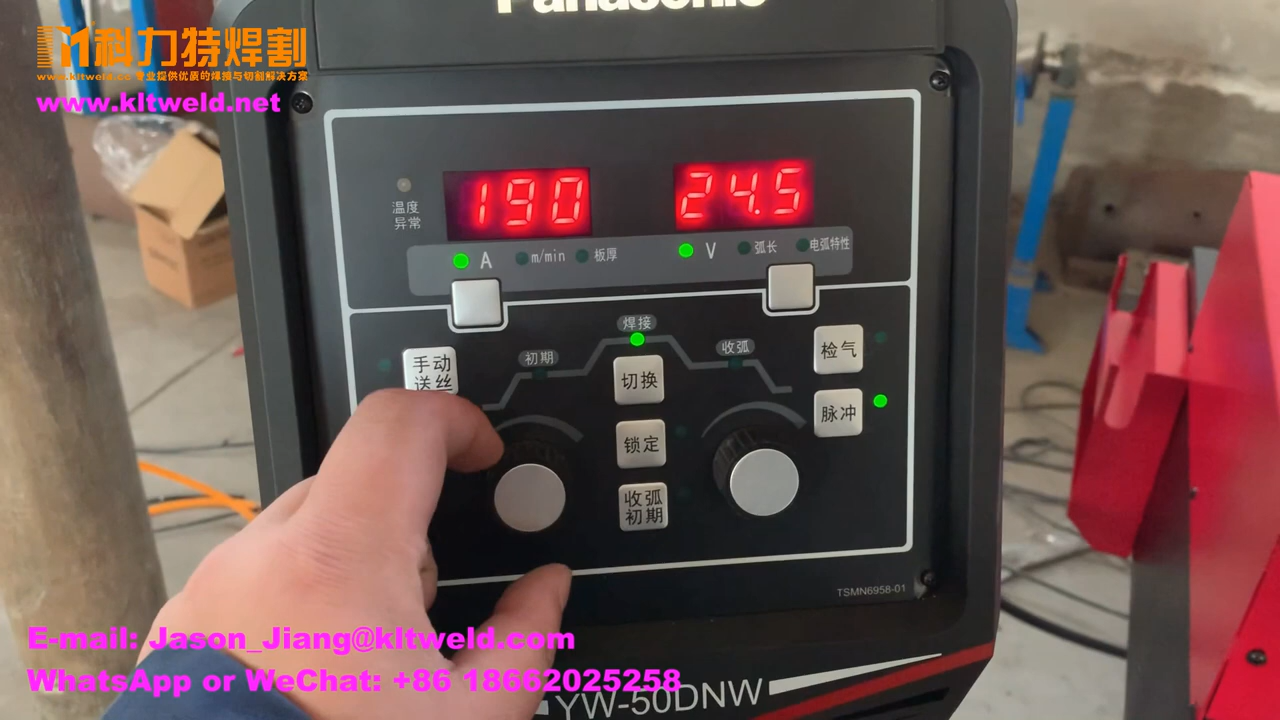 Panasonic
科力特焊割
www.kltweld.cc 专业提供优质的焊接与切割解决方案
www.kltweld.net
190 24.5
温度
异常
A m/min 板厚 V 弧长 电弧特性
焊接
初期 收弧
手动
送丝
切换
检气
脉冲
锁定
收弧
初期
TSMN6958-01
E-mail: Jason_Jiang@kltweld.com
WhatsApp or WeChat: +86 18662025258
YW-50DNW